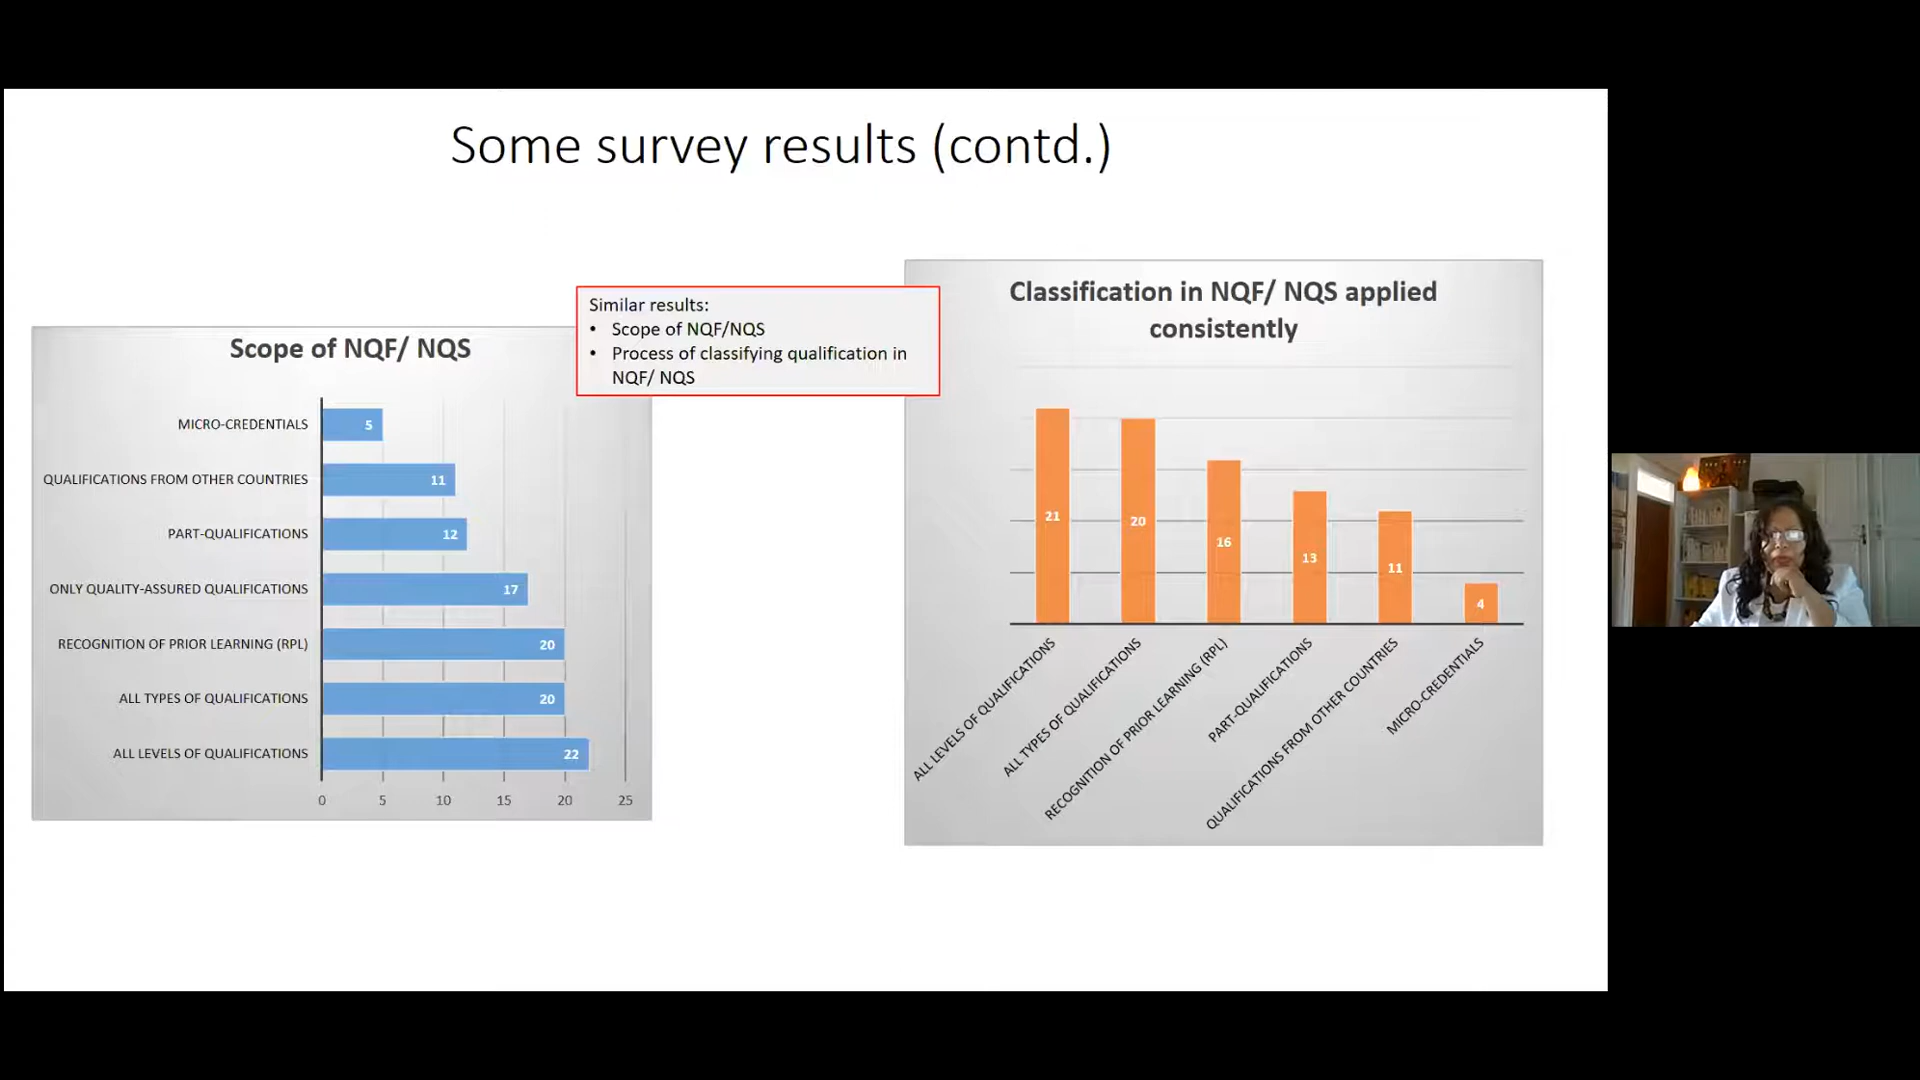 Some survey results (contd.)
Similar results:
• Scope of NQF/NQS
• Process of classifying qualification in
NQF/ NQS
Scope of NQF/ NQS
MICRO-CREDENTIALS 5
QUALIFICATIONS FROM OTHER COUNTRIES 11
PART-QUALIFICATIONS 12
ONLY QUALITY-ASSURED QUALIFICATIONS 17
RECOGNITION OF PRIOR LEARNING (RPL) 20
ALL TYPES OF QUALIFICATIONS 20
ALL LEVELS OF QUALIFICATIONS 22
0 5 10 15 20 25
Classification in NQF/ NQS applied
consistently
21 20 16 13 11 4
ALL LEVELS OF QUALIFICATIONS
ALL TYPES OF QUALIFICATIONS
RECOGNITION OF PRIOR LEARNING (RPL)
PART-QUALIFICATIONS
QUALIFICATIONS FROM OTHER COUNTRIES
MICRO-CREDENTIALS